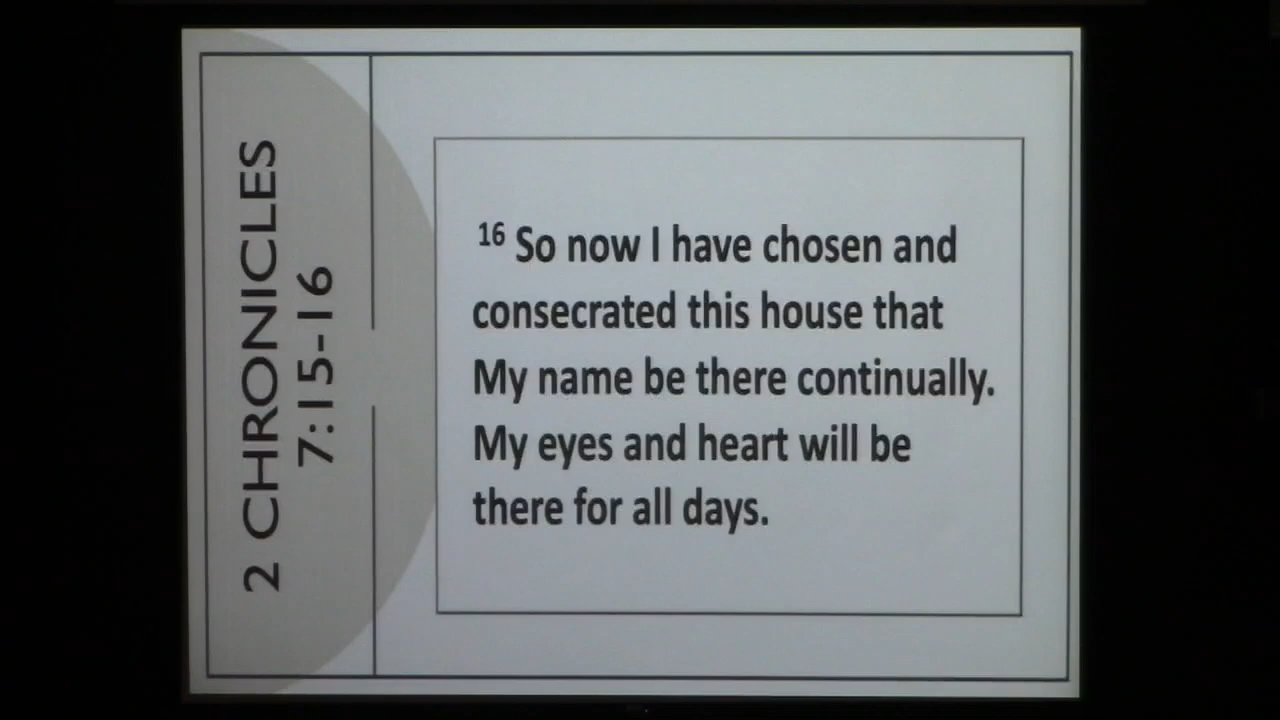 2 CHRONICLES
7:15-16
16 So now I have chosen and
consecrated this house that
My name be there continually.
My eyes and heart will be
there for all days.